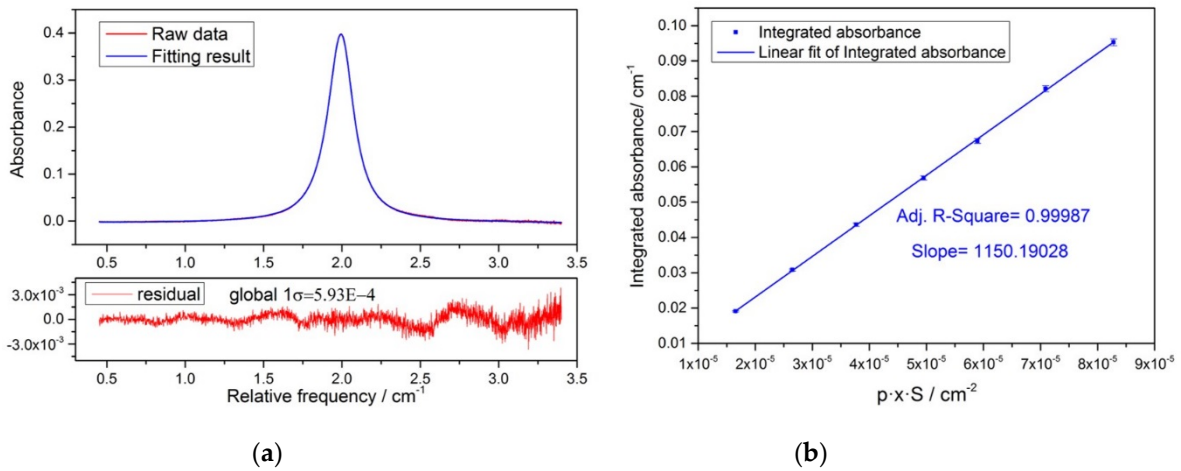 0.4
0.3
0.2
0.1
0.0
Absorbance
Raw data
Fitting result
0.5 1.0 1.5 2.0 2.5 3.0 3.5
3.0x10⁻³
0.0
-3.0x10⁻³
residual
global 1σ=5.93E−4
0.5 1.0 1.5 2.0 2.5 3.0 3.5
Relative frequency / cm⁻¹
(a)
0.10
0.09
0.08
0.07
0.06
0.05
0.04
0.03
0.02
0.01
Integrated absorbance/ cm⁻¹
Integrated absorbance
Linear fit of Integrated absorbance
Adj. R-Square= 0.99987
Slope= 1150.19028
1x10⁻⁵ 2x10⁻⁵ 3x10⁻⁵ 4x10⁻⁵ 5x10⁻⁵ 6x10⁻⁵ 7x10⁻⁵ 8x10⁻⁵ 9x10⁻⁵
p·x·S / cm⁻²
(b)